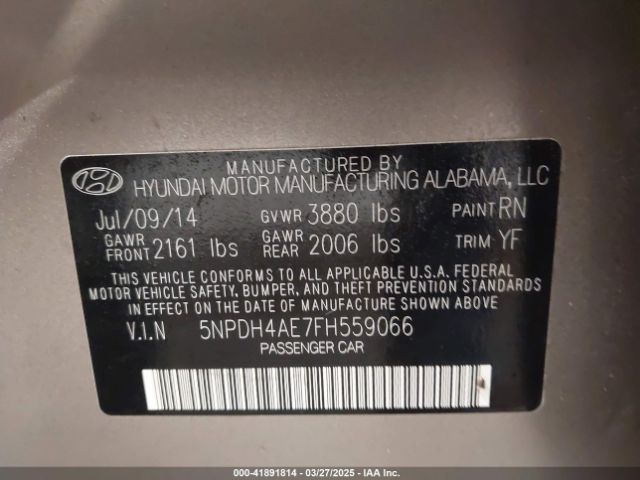 MANUFACTURED BY
HYUNDAI MOTOR MANUFACTURING ALABAMA, LLC
Jul/09/14 GVWR 3880 lbs PAINT RN
GAWR FRONT 2161 lbs GAWR REAR 2006 lbs TRIM YF
THIS VEHICLE CONFORMS TO ALL APPLICABLE U.S.A. FEDERAL
MOTOR VEHICLE SAFETY, BUMPER, AND THEFT PREVENTION STANDARDS
IN EFFECT ON THE DATE OF MANUFACTURE SHOWN ABOVE.
V.I.N 5NPDH4AE7FH559066
PASSENGER CAR
000-41891814 / 03/27/2025 / IAA, Inc.